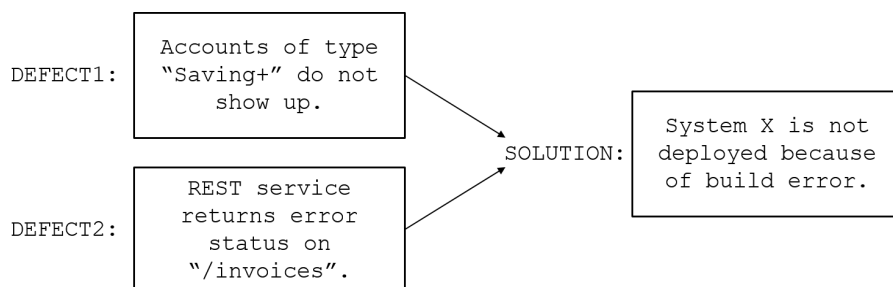 DEFECT1:
Accounts of type
“Saving+” do not
show up.
DEFECT2:
REST service
returns error
status on
“/invoices”.
SOLUTION:
System X is not
deployed because
of build error.